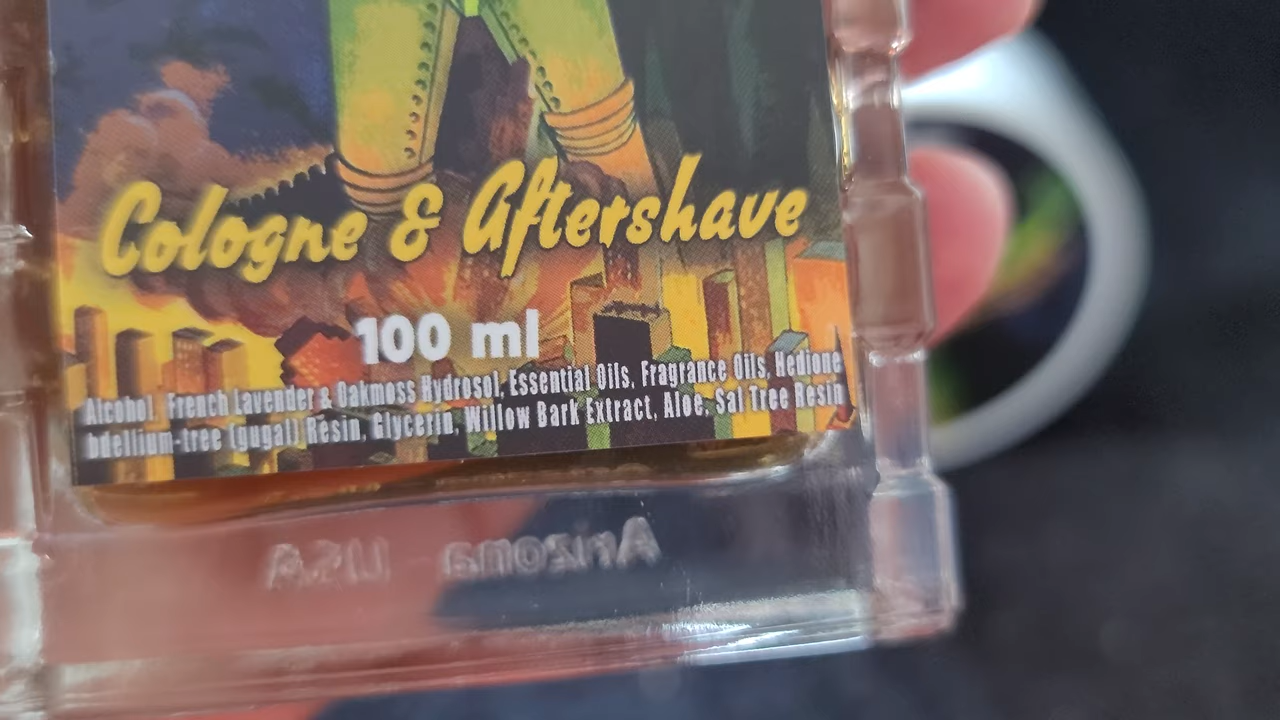 Cologne & Aftershave
100 ml
Alcohol, French Lavender & Oakmoss Hydrosol, Essential Oils, Fragrance Oils, Hedione
bdellium-tree (gugal) Resin, Glycerin, Willow Bark Extract, Aloe, Sal Tree Resin
Arizona USA